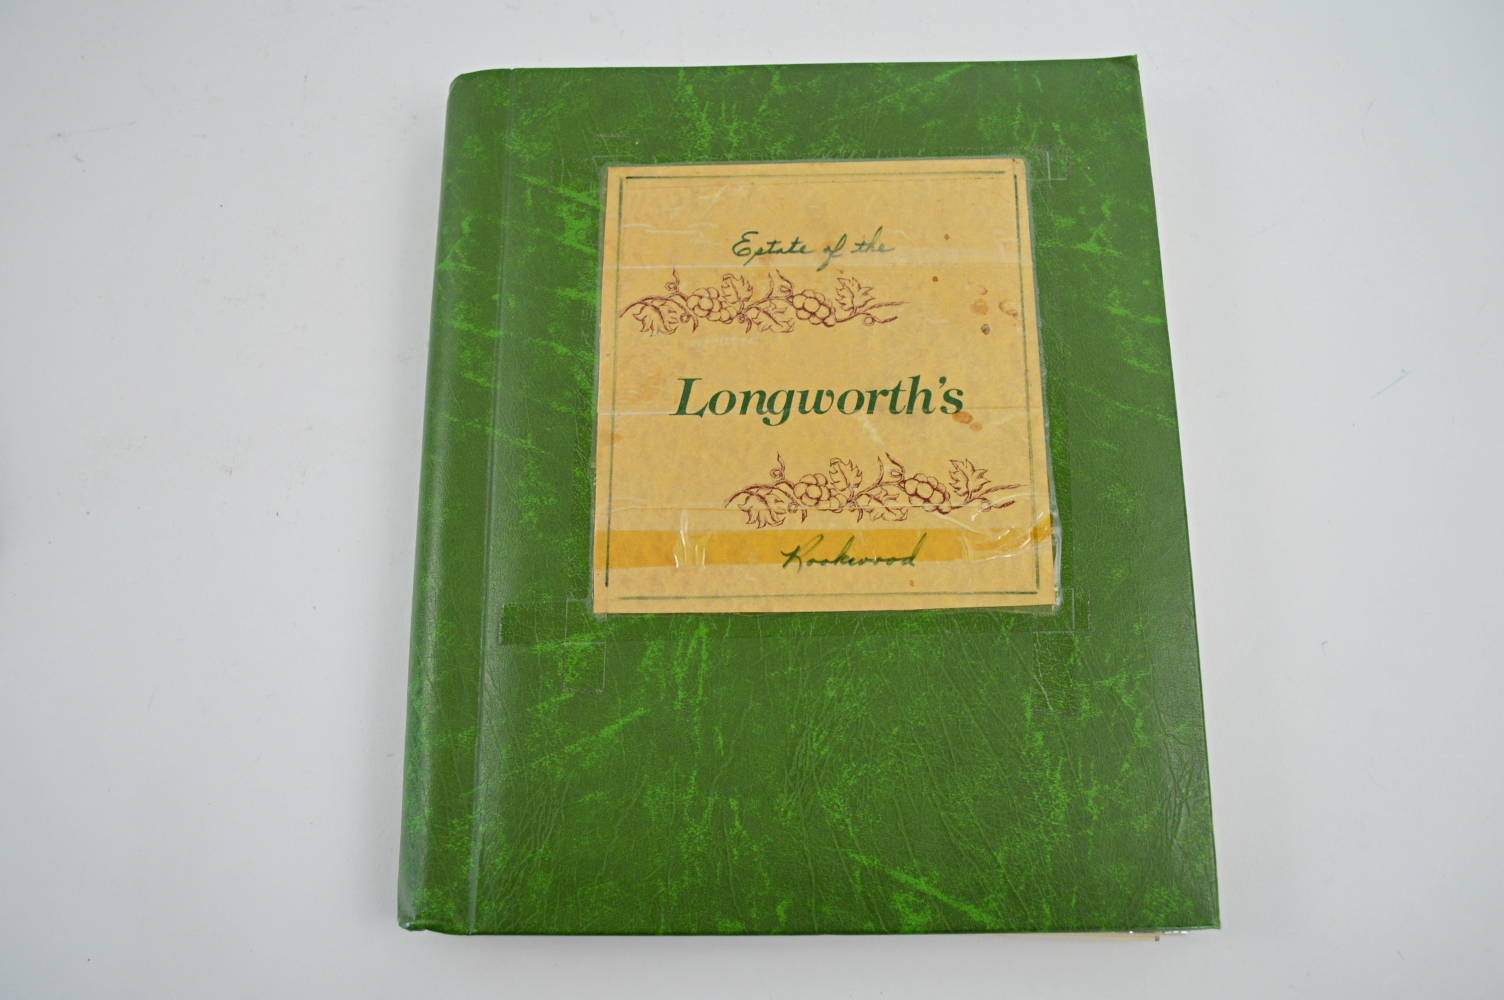 Estate of the
Longworth's
Rookwood